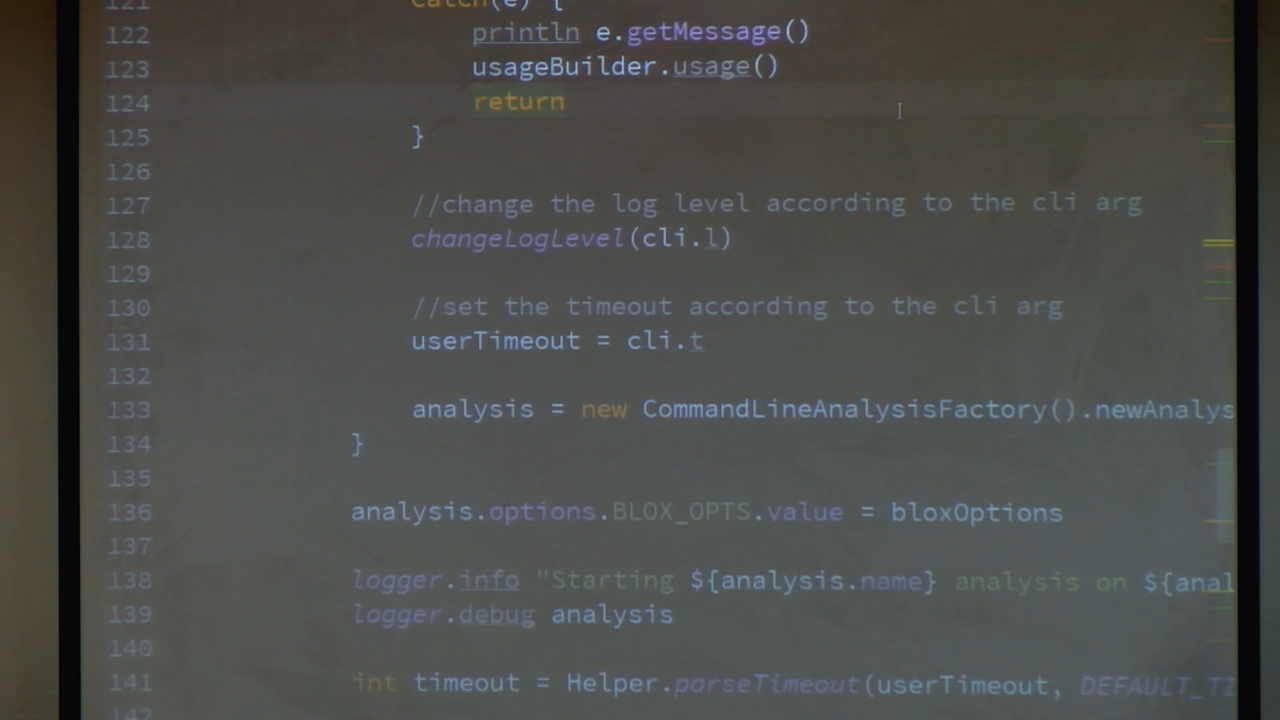 121 catch(e) {
122 println e.getMessage()
123 usageBuilder.usage()
124 return
125 }
126
127 //change the log level according to the cli arg
128 changeLogLevel(cli.l)
129
130 //set the timeout according to the cli arg
131 userTimeout = cli.t
132
133 analysis = new CommandLineAnalysisFactory().newAnalys
134 }
135
136 analysis.options.BLOX_OPTS.value = bloxOptions
137
138 logger.info "Starting ${analysis.name} analysis on ${anal
139 logger.debug analysis
140
141 int timeout = Helper.parseTimeout(userTimeout, DEFAULT_TI
142